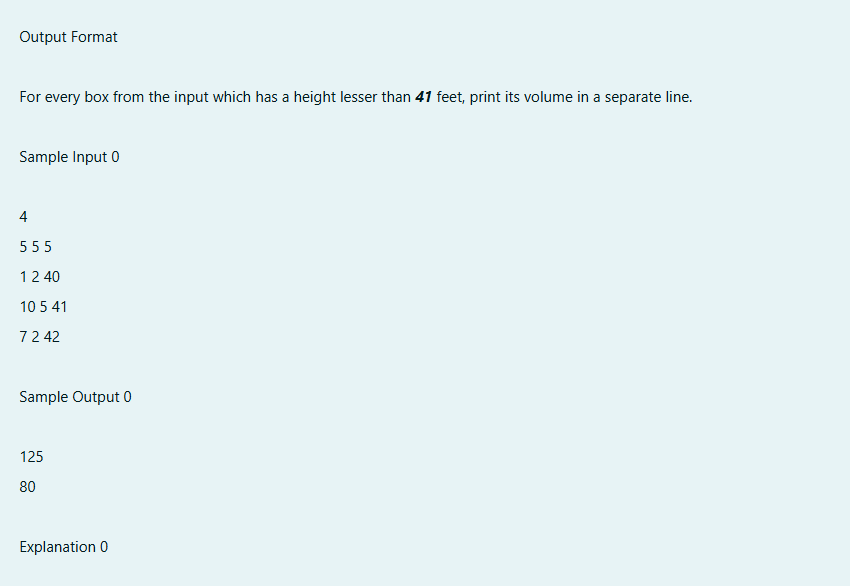 Output Format
For every box from the input which has a height lesser than 41 feet, print its volume in a separate line.
Sample Input 0
4
5 5 5
1 2 40
10 5 41
7 2 42
Sample Output 0
125
80
Explanation 0